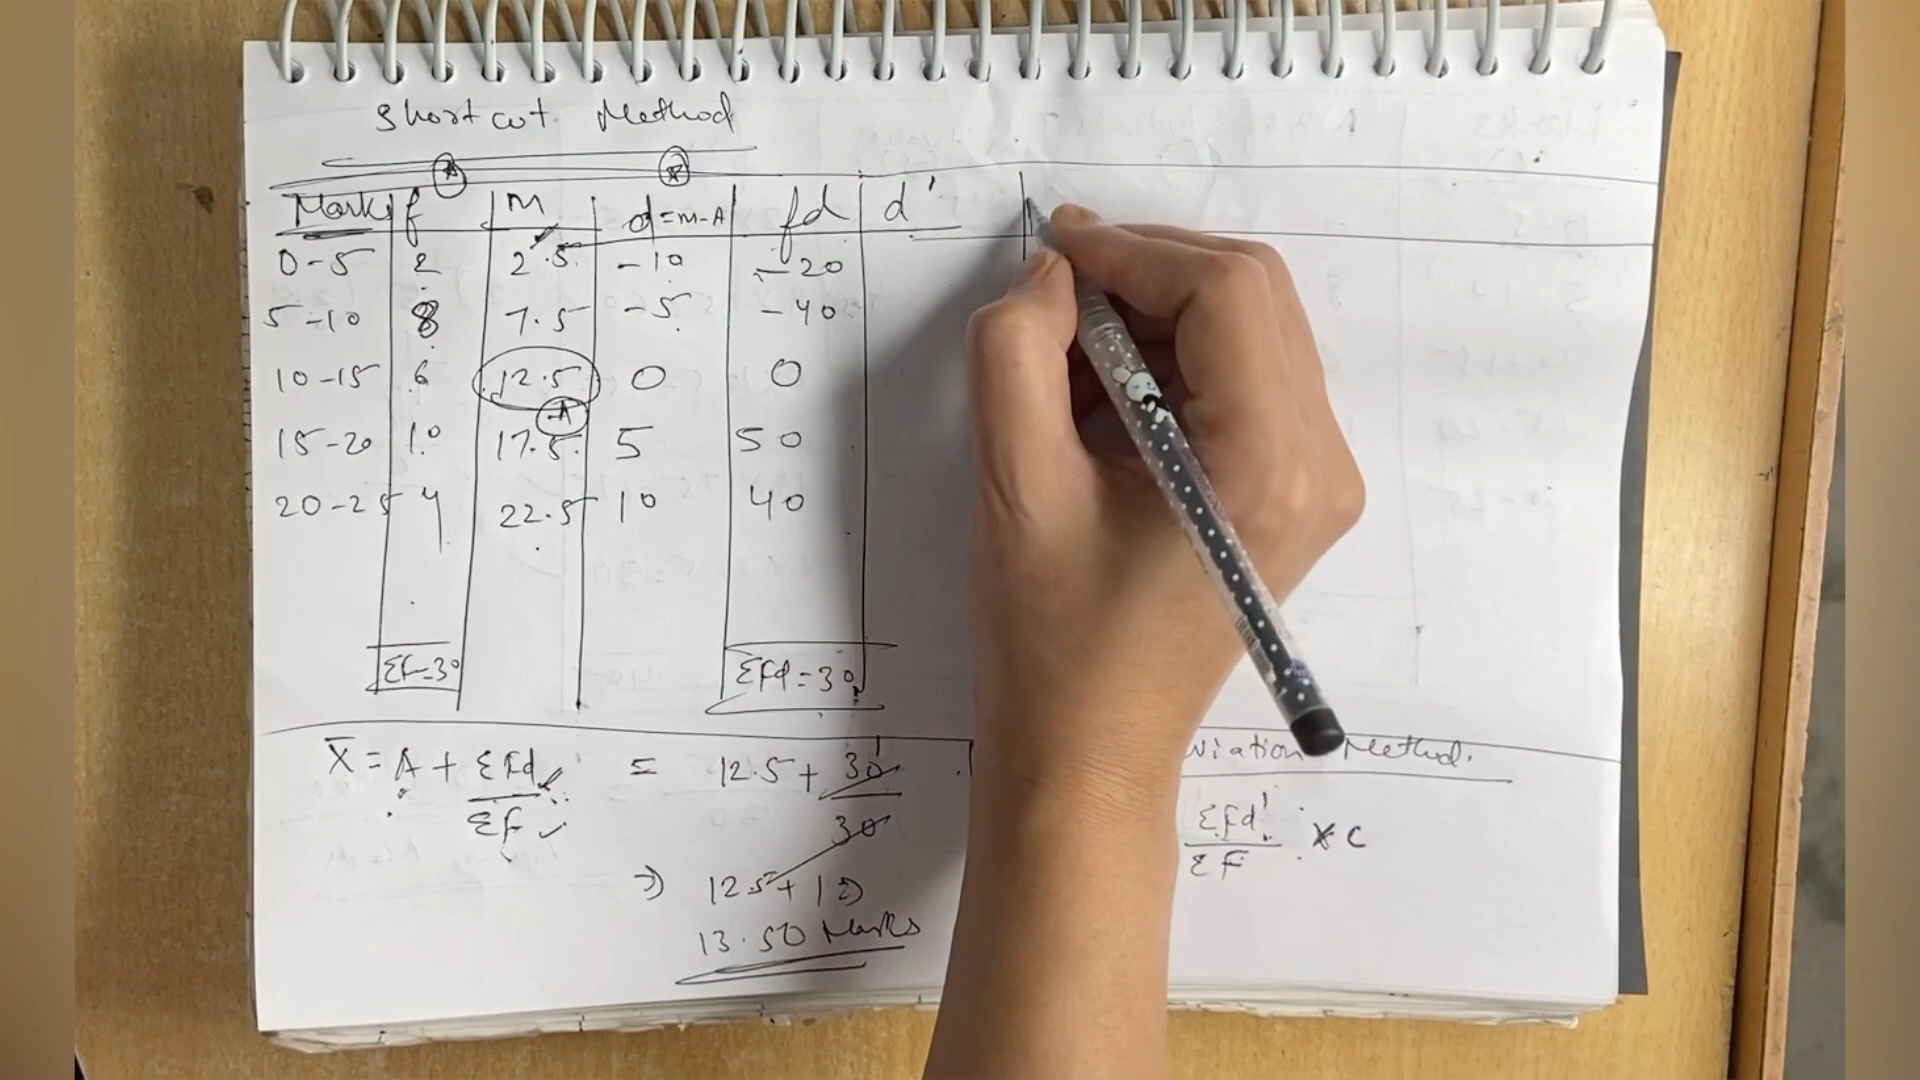 Shortcut Method
Marks f M d=m-A fd d'
0-5 2 2.5 -10 -20
5-10 8 7.5 -5 -40
10-15 6 12.5 0 0
A
15-20 10 17.5 5 50
20-25 4 22.5 10 40
Σf=30 Σfd=30
X̄ = A + Σfd/Σf = 12.5 + 30/30 1
⇒ 12.5 + 1 ⇒
13.50 Marks
viation Method.
Σfd'/Σf × C